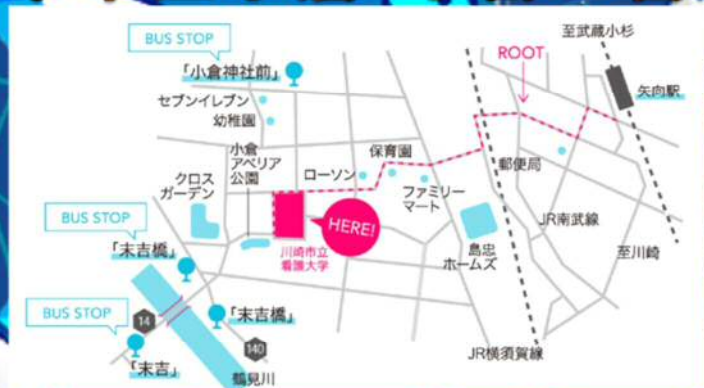 BUS STOP
「小倉神社前」
至武蔵小杉
ROOT
矢向駅
セブンイレブン
幼稚園
小倉
アベリア
公園
ローソン
保育園
郵便局
クロス
ガーデン
ファミリー
マート
HERE!
BUS STOP
「末吉橋」
川崎市立
看護大学
島忠
ホームズ
JR南武線
至川崎
BUS STOP
14
「末吉橋」
140
「末吉」
鶴見川
JR横須賀線